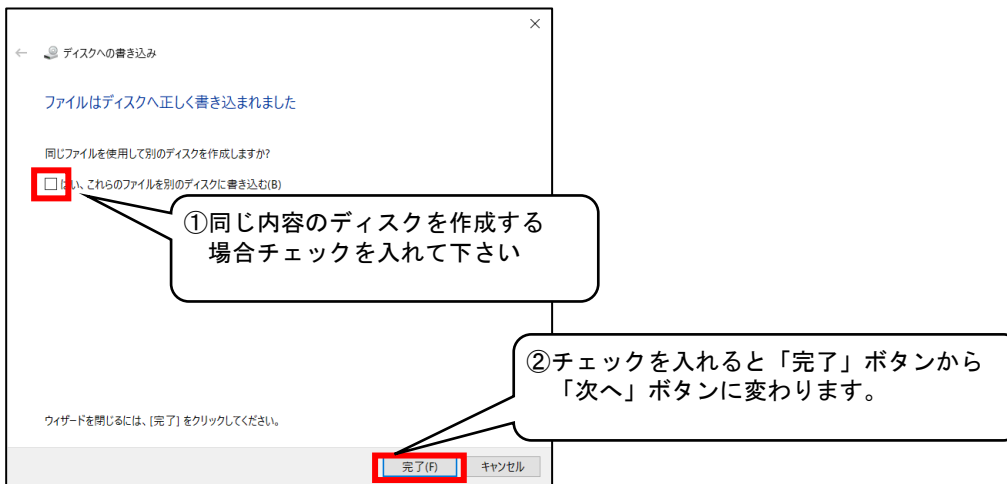 ディスクへの書き込み
ファイルはディスクへ正しく書き込まれました
同じファイルを使用して別のディスクを作成しますか?
はい、これらのファイルを別のディスクに書き込む(B)
①同じ内容のディスクを作成する
場合チェックを入れて下さい
②チェックを入れると「完了」ボタンから
「次へ」ボタンに変わります。
ウィザードを閉じるには、[完了] をクリックしてください。
完了(F) キャンセル